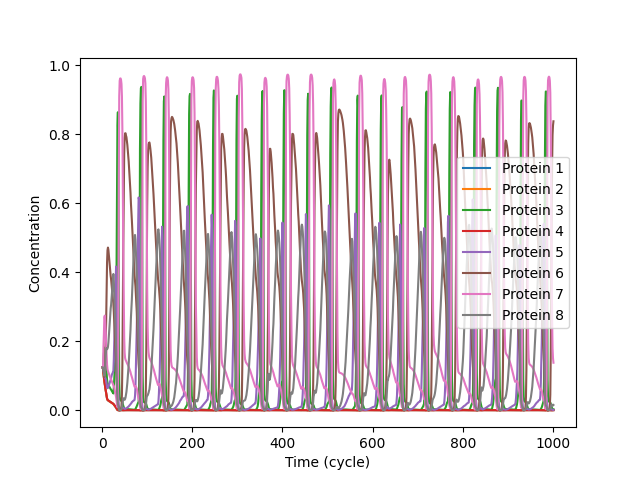 1.0
0.8
0.6
0.4
0.2
0.0
Concentration
0
200
400
600
800
1000
Time (cycle)
Protein 1
Protein 2
Protein 3
Protein 4
Protein 5
Protein 6
Protein 7
Protein 8